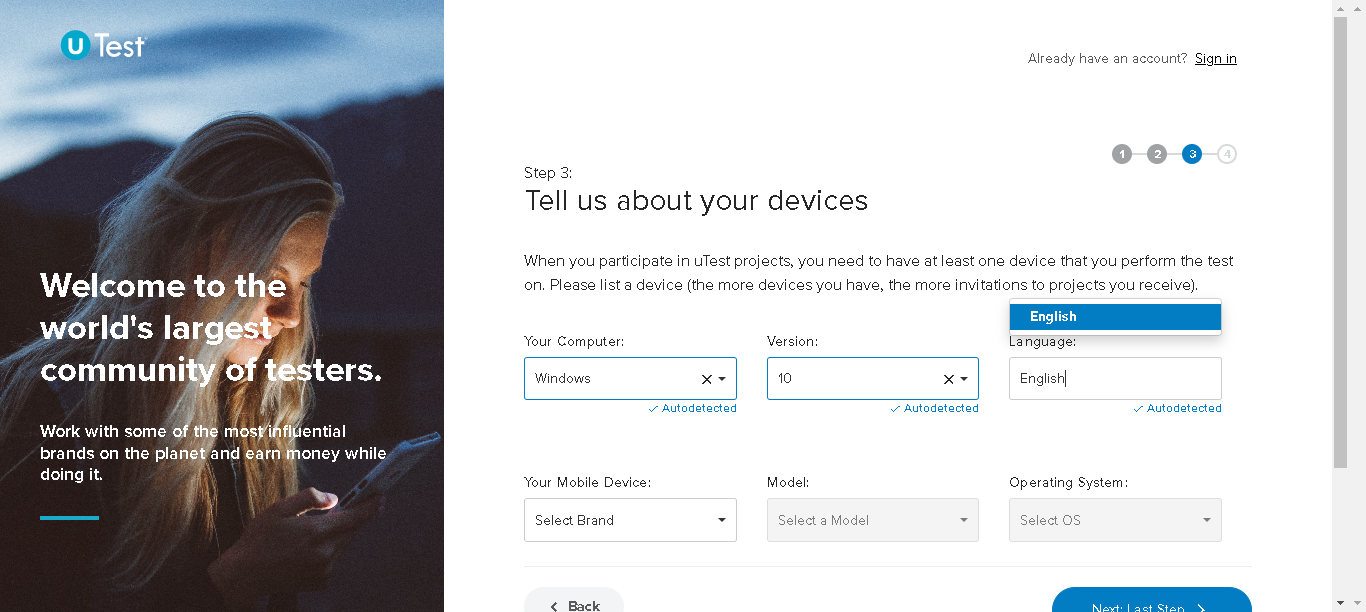 u Test
Already have an account? Sign in
1 2 3 4
Step 3:
Tell us about your devices
When you participate in uTest projects, you need to have at least one device that you perform the test
on. Please list a device (the more devices you have, the more invitations to projects you receive).
Welcome to the
world's largest
community of testers.
Work with some of the most influential
brands on the planet and earn money while
doing it.
English
Your Computer: Version: Language:
Windows 10 English
Autodetected Autodetected Autodetected
Your Mobile Device: Model: Operating System:
Select Brand Select a Model Select OS
Back Next: Last Step